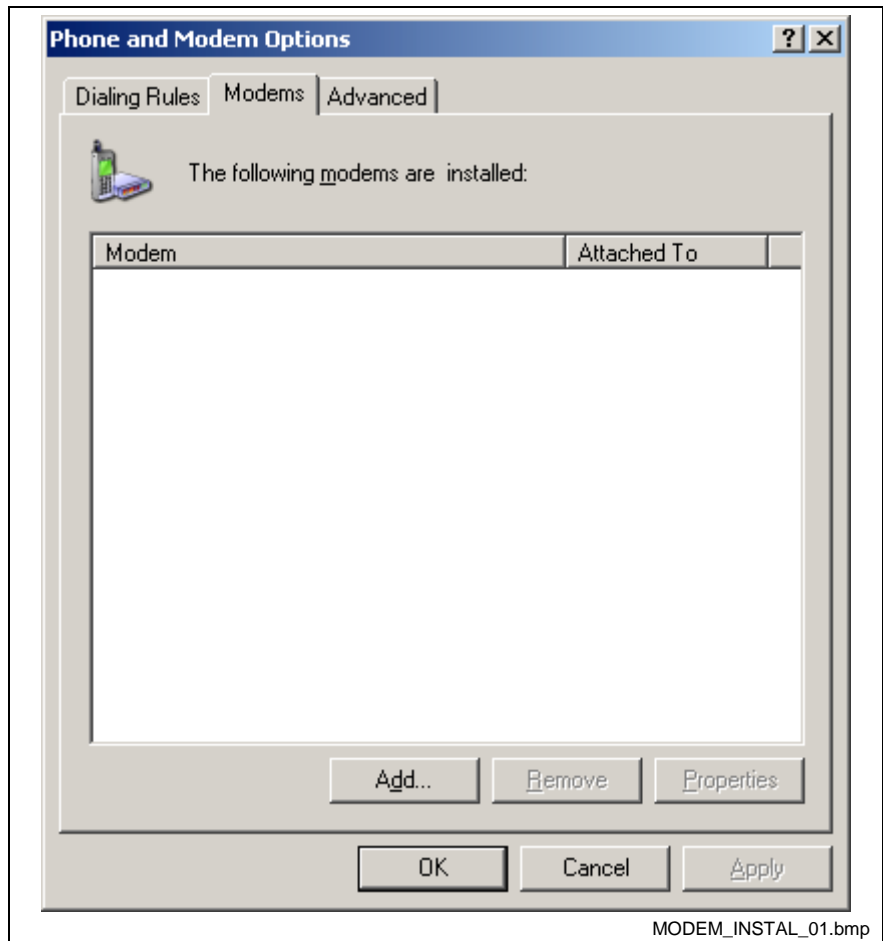 Phone and Modem Options
Dialing Rules Modems Advanced
The following modems are installed:
Modem Attached To
Add... Remove Properties
OK Cancel Apply
MODEM_INSTAL_01.bmp